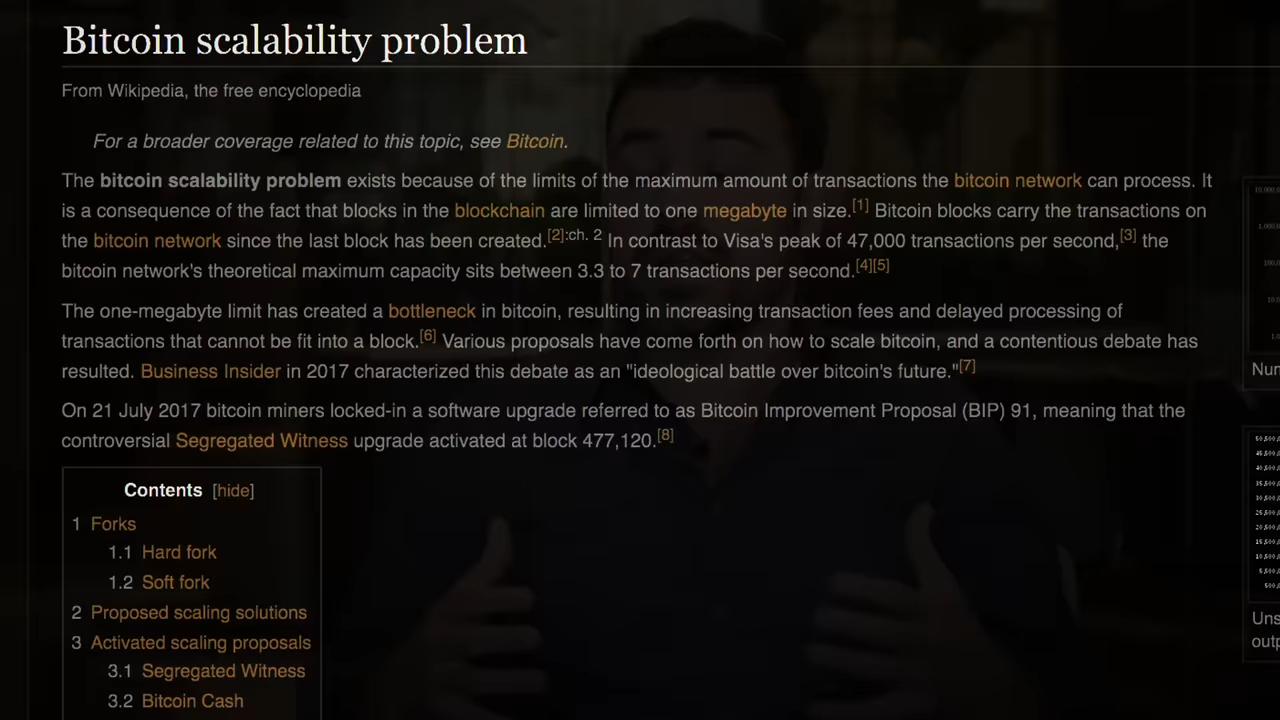 Bitcoin scalability problem
From Wikipedia, the free encyclopedia
For a broader coverage related to this topic, see Bitcoin.
The bitcoin scalability problem exists because of the limits of the maximum amount of transactions the bitcoin network can process. It
is a consequence of the fact that blocks in the blockchain are limited to one megabyte in size.[1] Bitcoin blocks carry the transactions on
the bitcoin network since the last block has been created.[2]:ch. 2 In contrast to Visa's peak of 47,000 transactions per second,[3] the
bitcoin network's theoretical maximum capacity sits between 3.3 to 7 transactions per second.[4][5]
The one-megabyte limit has created a bottleneck in bitcoin, resulting in increasing transaction fees and delayed processing of
transactions that cannot be fit into a block.[6] Various proposals have come forth on how to scale bitcoin, and a contentious debate has
resulted. Business Insider in 2017 characterized this debate as an "ideological battle over bitcoin's future."[7]
On 21 July 2017 bitcoin miners locked-in a software upgrade referred to as Bitcoin Improvement Proposal (BIP) 91, meaning that the
controversial Segregated Witness upgrade activated at block 477,120.[8]
Contents [hide]
1 Forks
1.1 Hard fork
1.2 Soft fork
2 Proposed scaling solutions
3 Activated scaling proposals
3.1 Segregated Witness
3.2 Bitcoin Cash
Num
Uns
outp